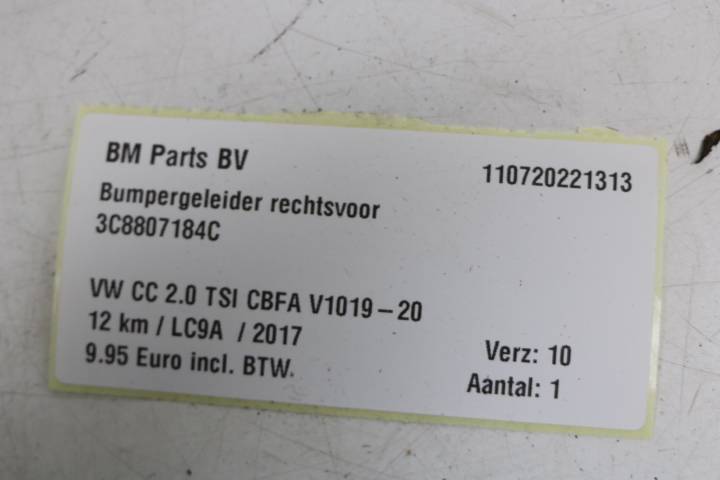 BM Parts BV
110720221313
Bumpergeleider rechtsvoor
3C8807184C
VW CC 2.0 TSI CBFA V1019-20
12 km / LC9A / 2017
9.95 Euro incl. BTW.
Verz: 10
Aantal: 1